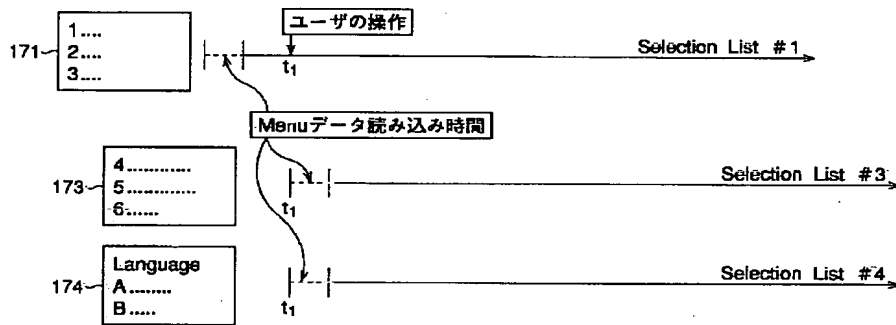 ユーザの操作
171
1....
2....
3....
Selection List #1
t1
Menuデータ読み込み時間
173
4............
5.............
6......
Selection List #3
t1
174
Language
A........
B.....
Selection List #4
t1